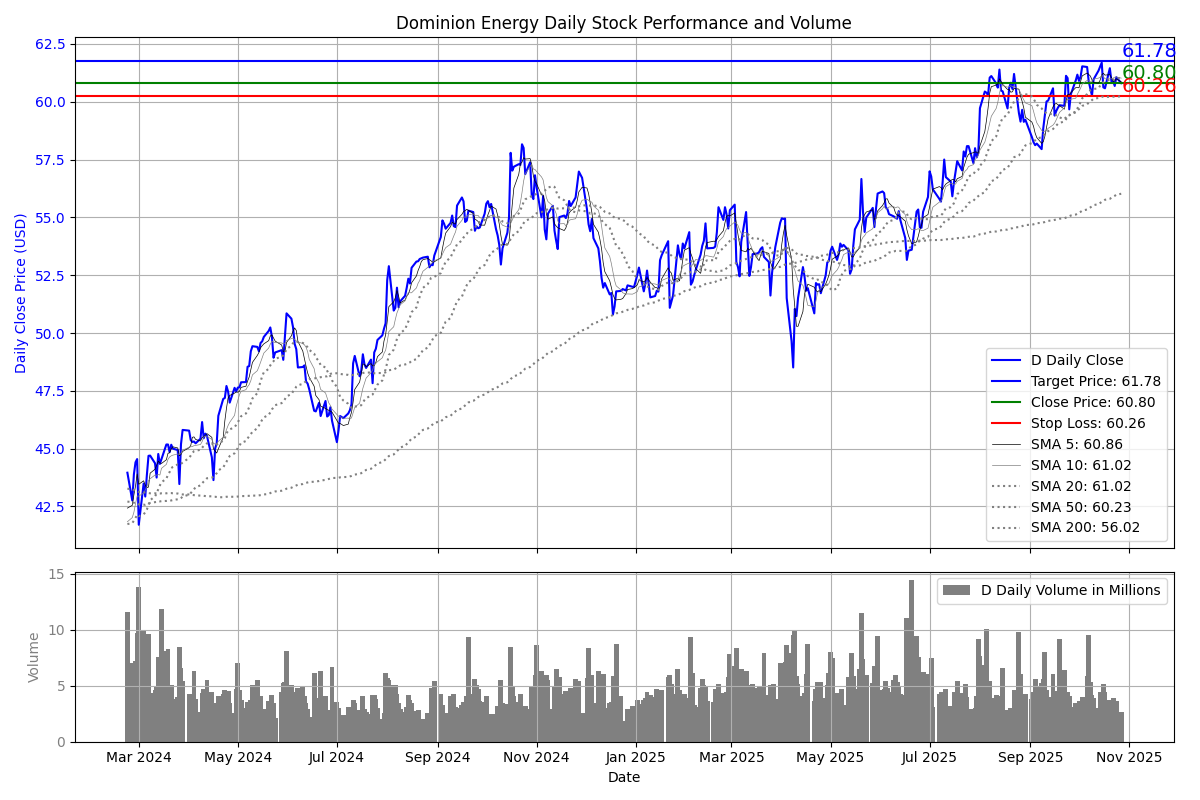 Dominion Energy Daily Stock Performance and Volume
62.5
60.0
57.5
55.0
52.5
50.0
47.5
45.0
42.5
Daily Close Price (USD)
61.78
60.80
60.26
D Daily Close
Target Price: 61.78
Close Price: 60.80
Stop Loss: 60.26
SMA 5: 60.86
SMA 10: 61.02
SMA 20: 61.02
SMA 50: 60.23
SMA 200: 56.02
15
10
5
0
Volume
D Daily Volume in Millions
Mar 2024 May 2024 Jul 2024 Sep 2024 Nov 2024 Jan 2025 Mar 2025 May 2025 Jul 2025 Sep 2025 Nov 2025
Date